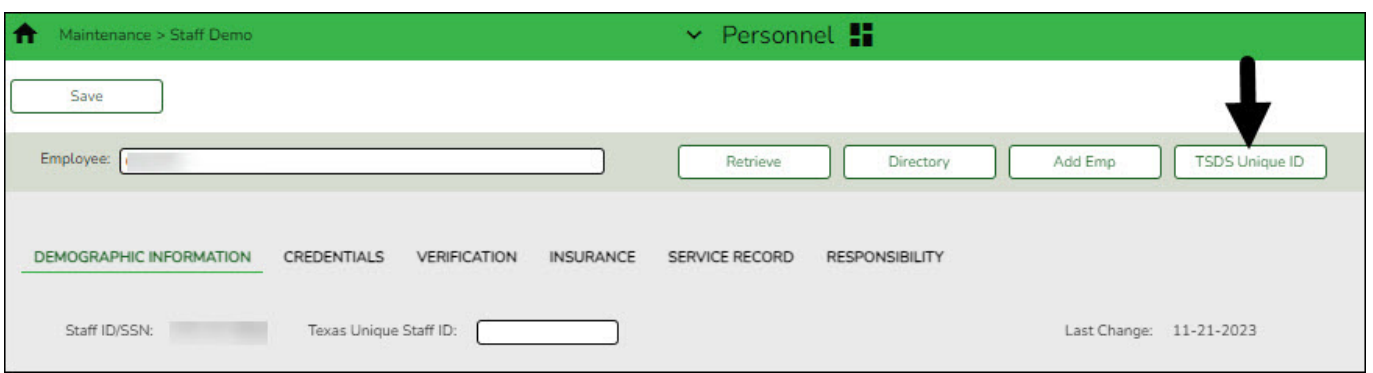 Maintenance > Staff Demo Personnel
Save
Employee: Retrieve Directory Add Emp TSDS Unique ID
DEMOGRAPHIC INFORMATION CREDENTIALS VERIFICATION INSURANCE SERVICE RECORD RESPONSIBILITY
Staff ID/SSN: Texas Unique Staff ID: Last Change: 11-21-2023